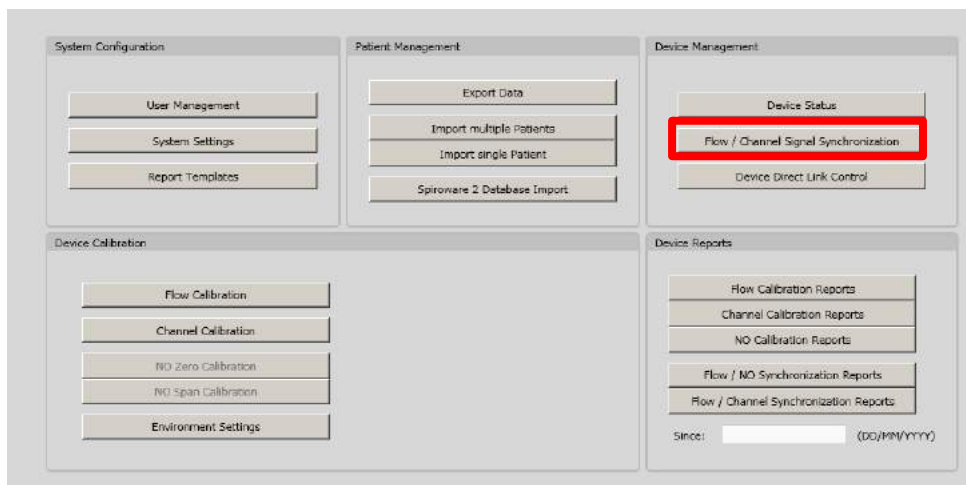 System Configuration
User Management
System Settings
Report Templates
Patient Management
Export Data
Import multiple Patients
Import single Patient
Spiroware 2 Database Import
Device Management
Device Status
Flow / Channel Signal Synchronization
Device Direct Link Control
Device Calibration
Flow Calibration
Channel Calibration
NO Zero Calibration
NO Span Calibration
Environment Settings
Device Reports
Flow Calibration Reports
Channel Calibration Reports
NO Calibration Reports
Flow / NO Synchronization Reports
Flow / Channel Synchronization Reports
Since: (DD/MM/YYYY)